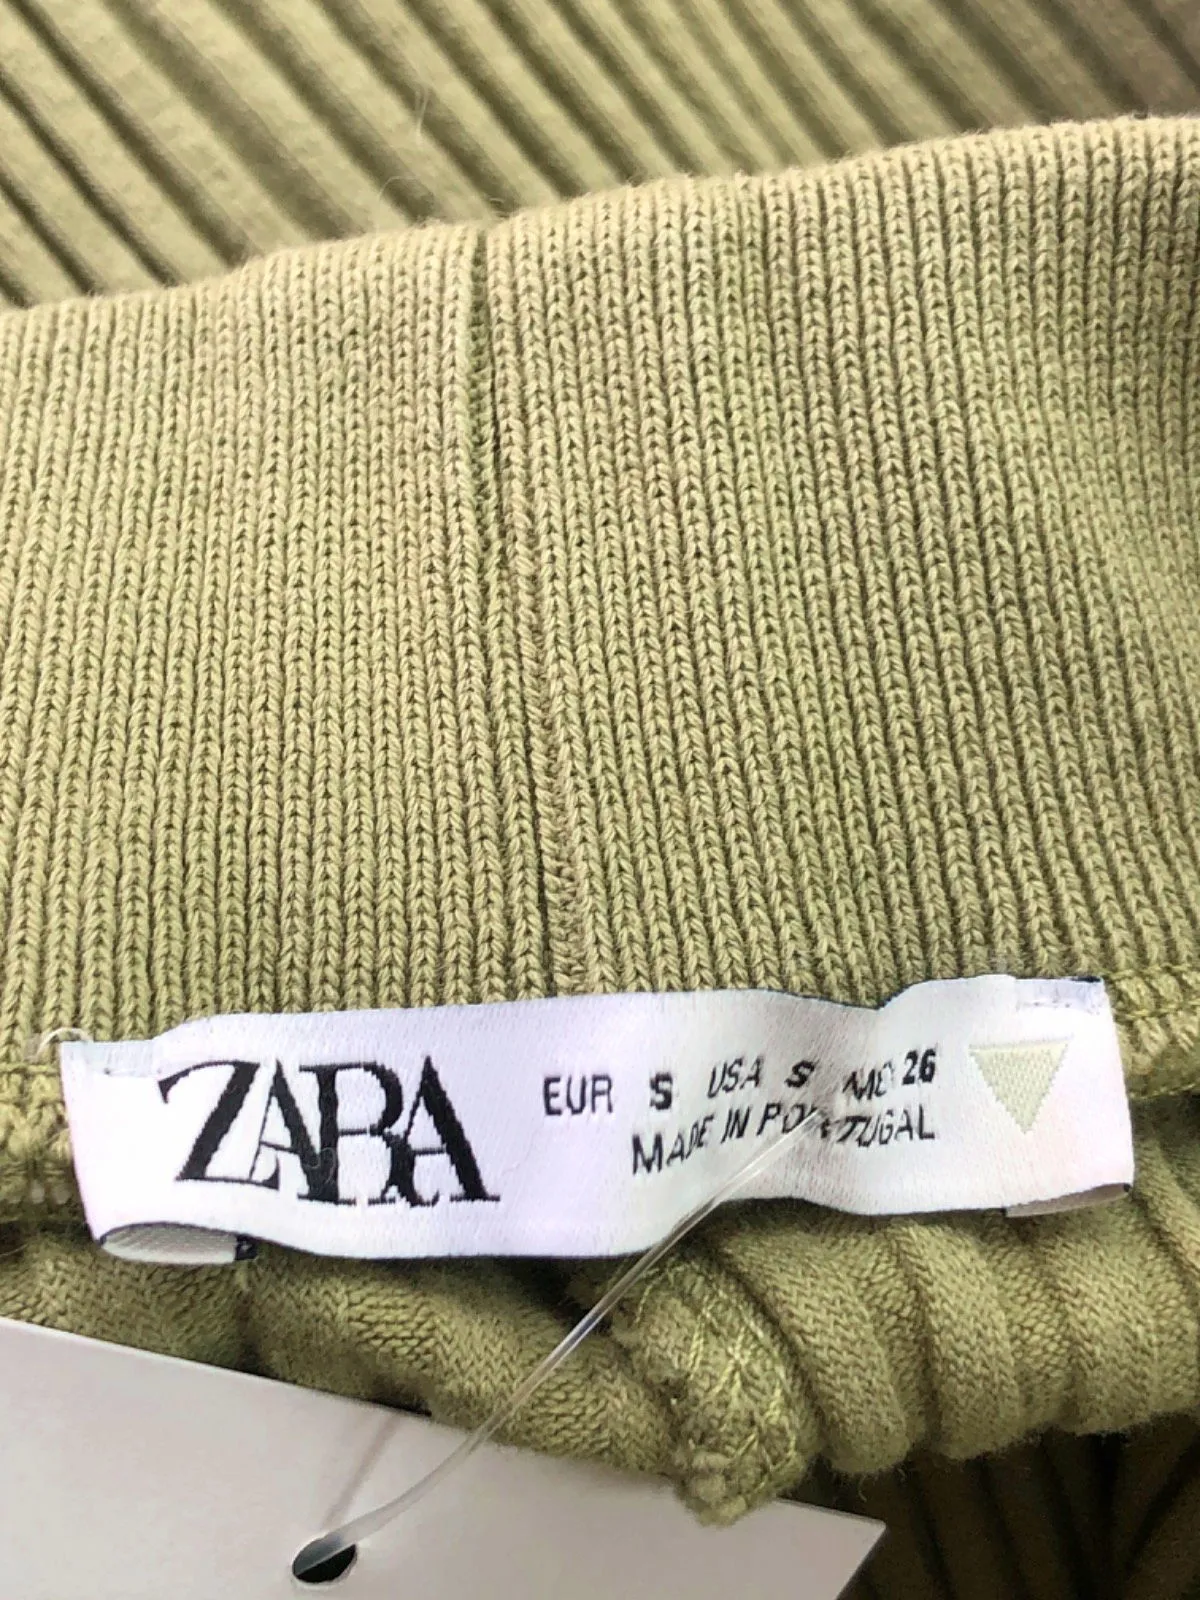 ZARA
EUR S USA S MEX 26
MADE IN PORTUGAL